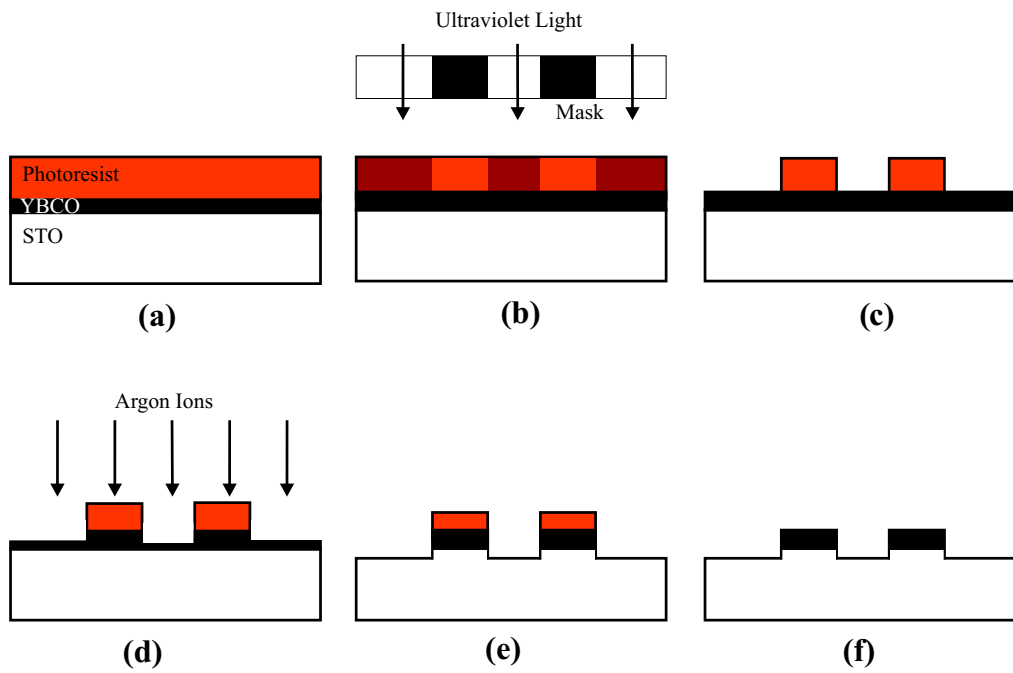 Ultraviolet Light
Mask
Photoresist
YBCO
STO
(a)
(b)
(c)
Argon Ions
(d)
(e)
(f)